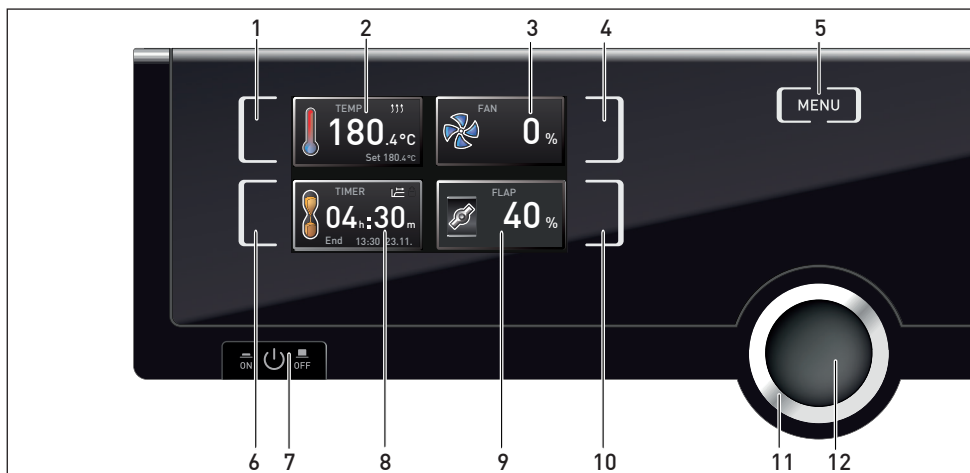 1 2 3 4 5
TEMP
180.4°C
Set 180.4°C
FAN
0 %
MENU
TIMER
04h:30m
End 13:30 23.11.
FLAP
40 %
ON OFF
6 7 8 9 10 11 12